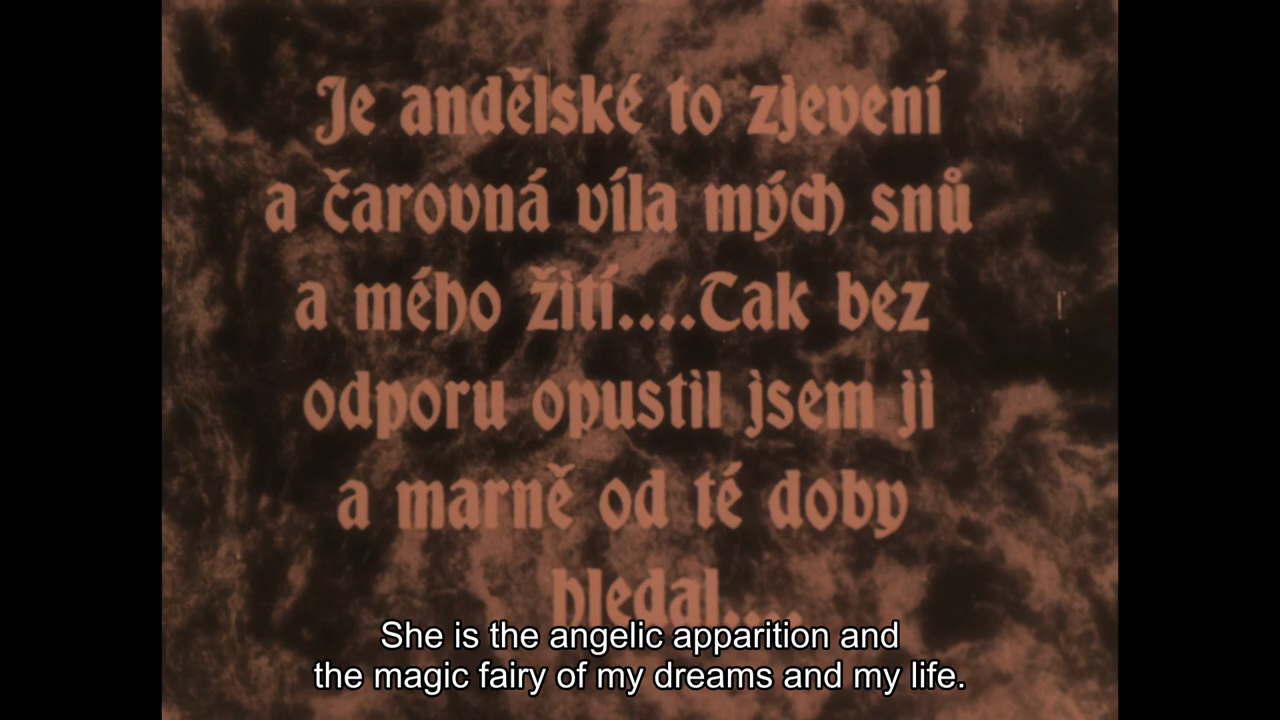 Je andělské to zjevení
a čarovná víla mých snů
a mého žití....Tak bez
odporu opustil jsem ji
a marně od té doby
hledal....
She is the angelic apparition and
the magic fairy of my dreams and my life.